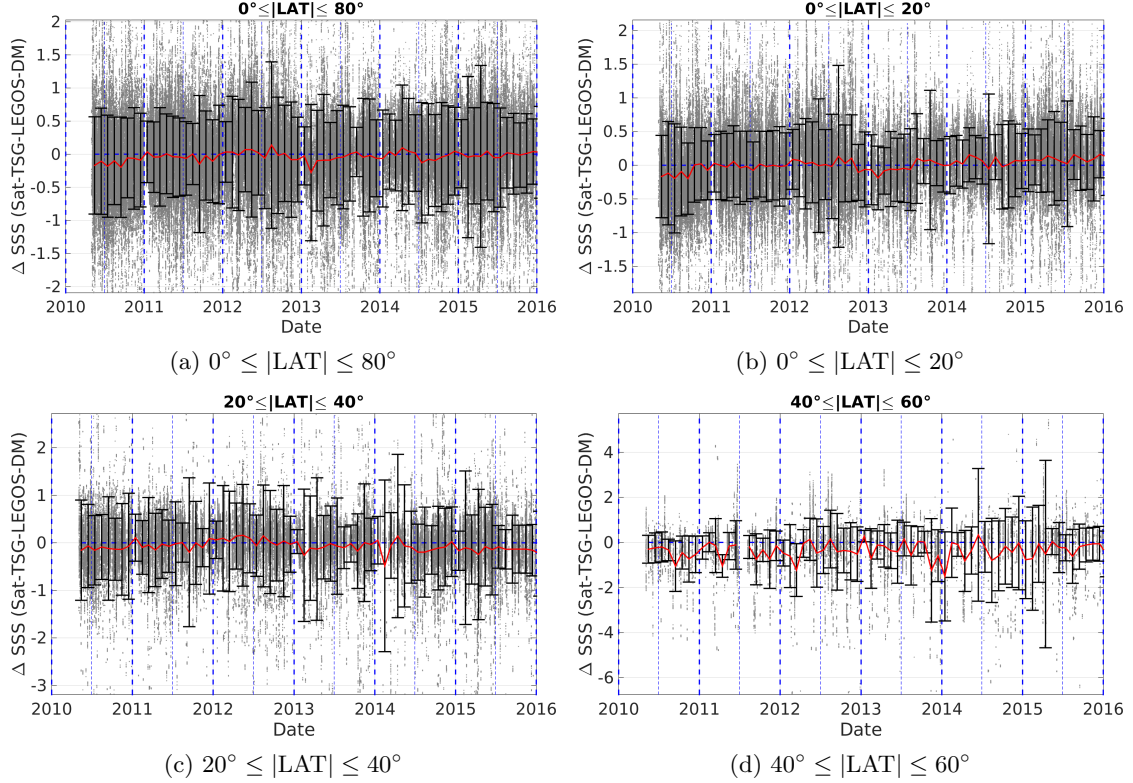 0°≤|LAT|≤ 80°
Δ SSS (Sat-TSG-LEGOS-DM)
2
1.5
1
0.5
0
-0.5
-1
-1.5
-2
2010 2011 2012 2013 2014 2015 2016
Date
(a) 0° ≤ |LAT| ≤ 80°
0°≤|LAT|≤ 20°
Δ SSS (Sat-TSG-LEGOS-DM)
2
1.5
1
0.5
0
-0.5
-1
-1.5
2010 2011 2012 2013 2014 2015 2016
Date
(b) 0° ≤ |LAT| ≤ 20°
20°≤|LAT|≤ 40°
Δ SSS (Sat-TSG-LEGOS-DM)
2
1
0
-1
-2
-3
2010 2011 2012 2013 2014 2015 2016
Date
(c) 20° ≤ |LAT| ≤ 40°
40°≤|LAT|≤ 60°
Δ SSS (Sat-TSG-LEGOS-DM)
4
2
0
-2
-4
-6
2010 2011 2012 2013 2014 2015 2016
Date
(d) 40° ≤ |LAT| ≤ 60°